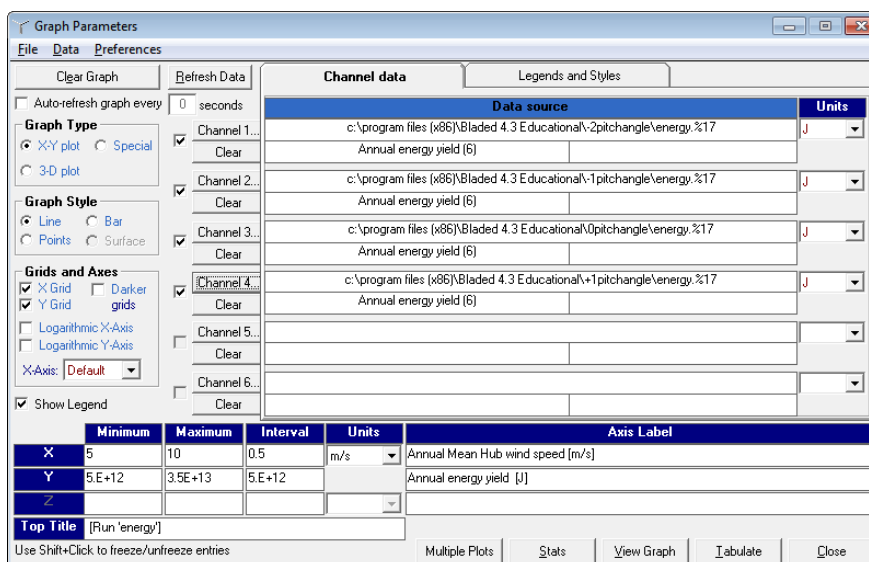 Graph Parameters
File Data Preferences
Clear Graph Refresh Data Channel data Legends and Styles
Auto-refresh graph every 0 seconds
Data source Units
Graph Type
X-Y plot Special
3-D plot
Channel 1... c:\program files (x86)\Bladed 4.3 Educational\-2pitchangle\energy.%17 J
Clear Annual energy yield (6)
Channel 2... c:\program files (x86)\Bladed 4.3 Educational\-1pitchangle\energy.%17 J
Clear Annual energy yield (6)
Graph Style
Line Bar
Points Surface
Channel 3... c:\program files (x86)\Bladed 4.3 Educational\0pitchangle\energy.%17 J
Clear Annual energy yield (6)
Grids and Axes
X Grid Darker
Y Grid grids
Logarithmic X-Axis
Logarithmic Y-Axis
X-Axis: Default
Channel 4... c:\program files (x86)\Bladed 4.3 Educational\+1pitchangle\energy.%17 J
Clear Annual energy yield (6)
Channel 5...
Clear
Channel 6...
Clear
Show Legend
Minimum Maximum Interval Units Axis Label
X 5 10 0.5 m/s Annual Mean Hub wind speed [m/s]
Y 5.E+12 3.5E+13 5.E+12 Annual energy yield [J]
Z
Top Title [Run 'energy']
Use Shift+Click to freeze/unfreeze entries
Multiple Plots Stats View Graph Tabulate Close